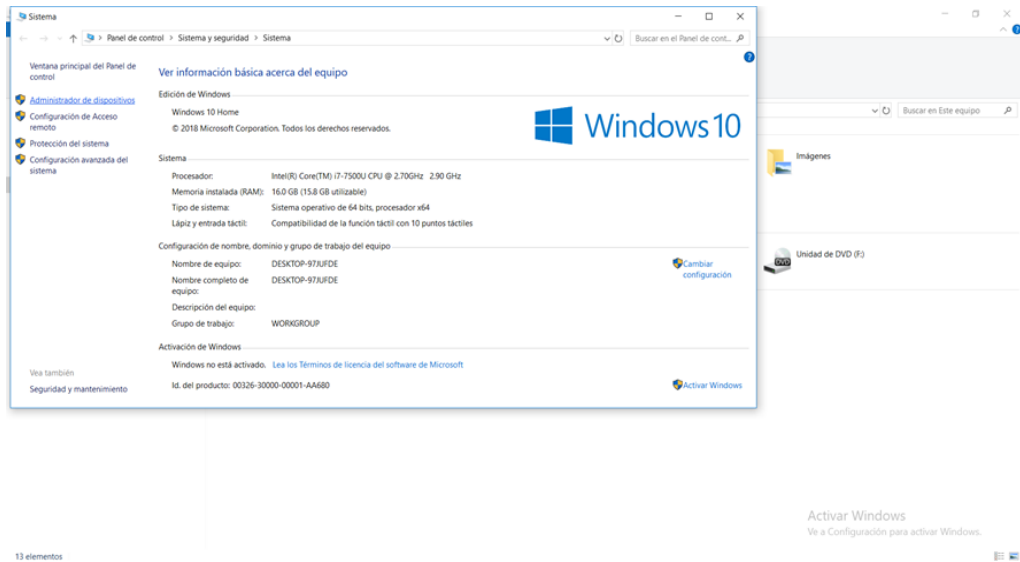 Sistema
Panel de control > Sistema y seguridad > Sistema
Buscar en el Panel de cont...
Ventana principal del Panel de
control
Administrador de dispositivos
Configuración de Acceso
remoto
Protección del sistema
Configuración avanzada del
sistema
Vea también
Seguridad y mantenimiento
Ver información básica acerca del equipo
Edición de Windows
Windows 10 Home
© 2018 Microsoft Corporation. Todos los derechos reservados.
Windows 10
Sistema
Procesador: Intel(R) Core(TM) i7-7500U CPU @ 2.70GHz 2.90 GHz
Memoria instalada (RAM): 16.0 GB (15.8 GB utilizable)
Tipo de sistema: Sistema operativo de 64 bits, procesador x64
Lápiz y entrada táctil: Compatibilidad de la función táctil con 10 puntos táctiles
Configuración de nombre, dominio y grupo de trabajo del equipo
Nombre de equipo: DESKTOP-97JUFDE
Cambiar
configuración
Nombre completo de
equipo: DESKTOP-97JUFDE
Descripción del equipo:
Grupo de trabajo: WORKGROUP
Activación de Windows
Windows no está activado. Lea los Términos de licencia del software de Microsoft
Id. del producto: 00326-30000-00001-AA680
Activar Windows
Buscar en Este equipo
Imágenes
Unidad de DVD (F:)
DVD
Activar Windows
Ve a Configuración para activar Windows.
13 elementos